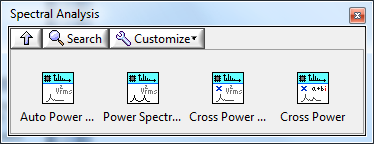 Spectral Analysis
Search Customize
Auto Power ... Power Spectr... Cross Power ... Cross Power